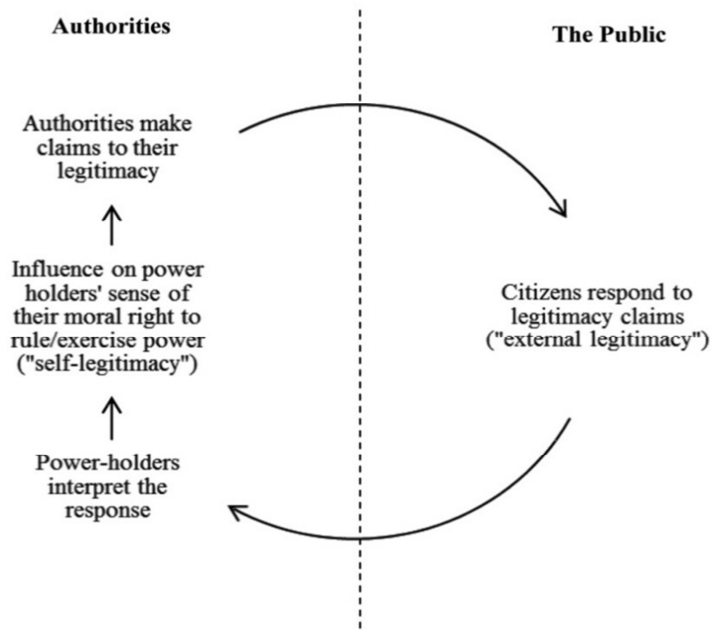 Authorities
The Public
Authorities make
claims to their
legitimacy
Influence on power
holders' sense of
their moral right to
rule/exercise power
("self-legitimacy")
Citizens respond to
legitimacy claims
("external legitimacy")
Power-holders
interpret the
response